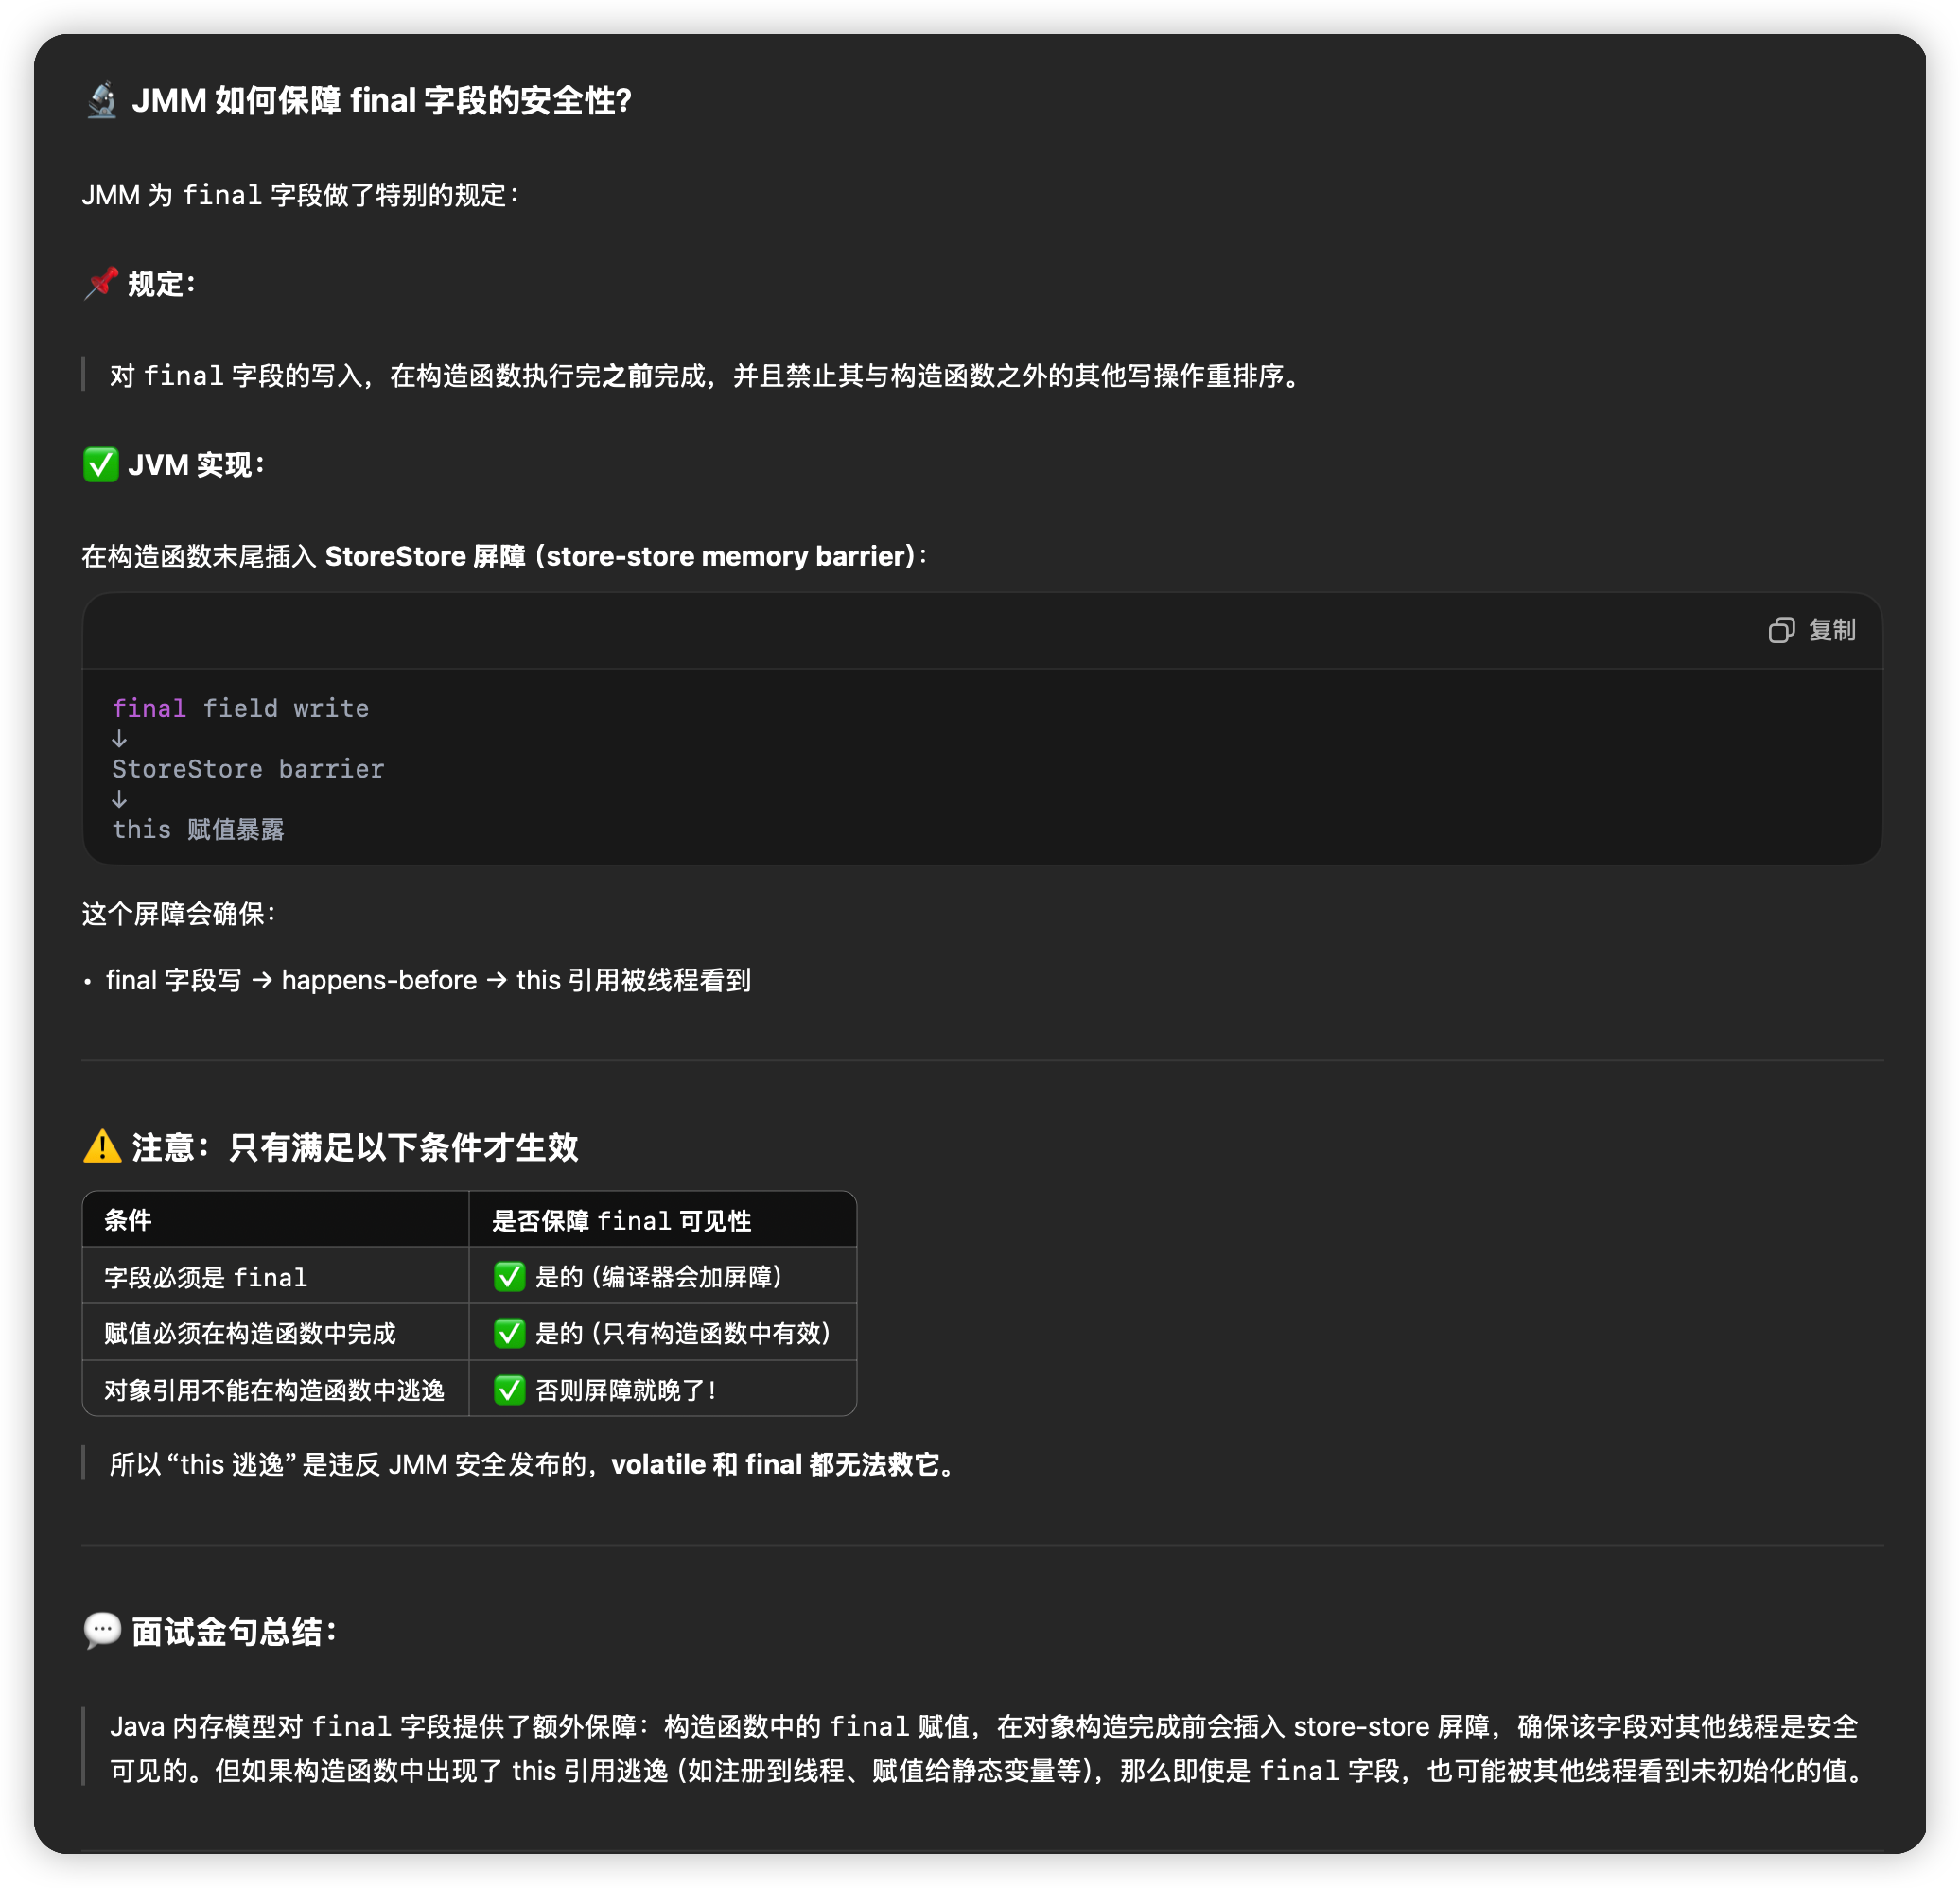 🔬 JMM 如何保障 final 字段的安全性?
JMM 为 final 字段做了特别的规定：
📌 规定：
对 final 字段的写入，在构造函数执行完之前完成，并且禁止其与构造函数之外的其他写操作重排序。
✅ JVM 实现：
在构造函数末尾插入 StoreStore 屏障（store-store memory barrier）：
复制
final field write
↓
StoreStore barrier
↓
this 赋值暴露
这个屏障会确保：
• final 字段写 → happens-before → this 引用被线程看到
⚠️ 注意：只有满足以下条件才生效
条件 是否保障 final 可见性
字段必须是 final ✅ 是的（编译器会加屏障）
赋值必须在构造函数中完成 ✅ 是的（只有构造函数中有效）
对象引用不能在构造函数中逃逸 ✅ 否则屏障就晚了！
所以 “this 逃逸” 是违反 JMM 安全发布的，volatile 和 final 都无法救它。
💬 面试金句总结：
Java 内存模型对 final 字段提供了额外保障：构造函数中的 final 赋值，在对象构造完成前会插入 store-store 屏障，确保该字段对其他线程是安全
可见的。但如果构造函数中出现了 this 引用逃逸（如注册到线程、赋值给静态变量等），那么即使是 final 字段，也可能被其他线程看到未初始化的值。